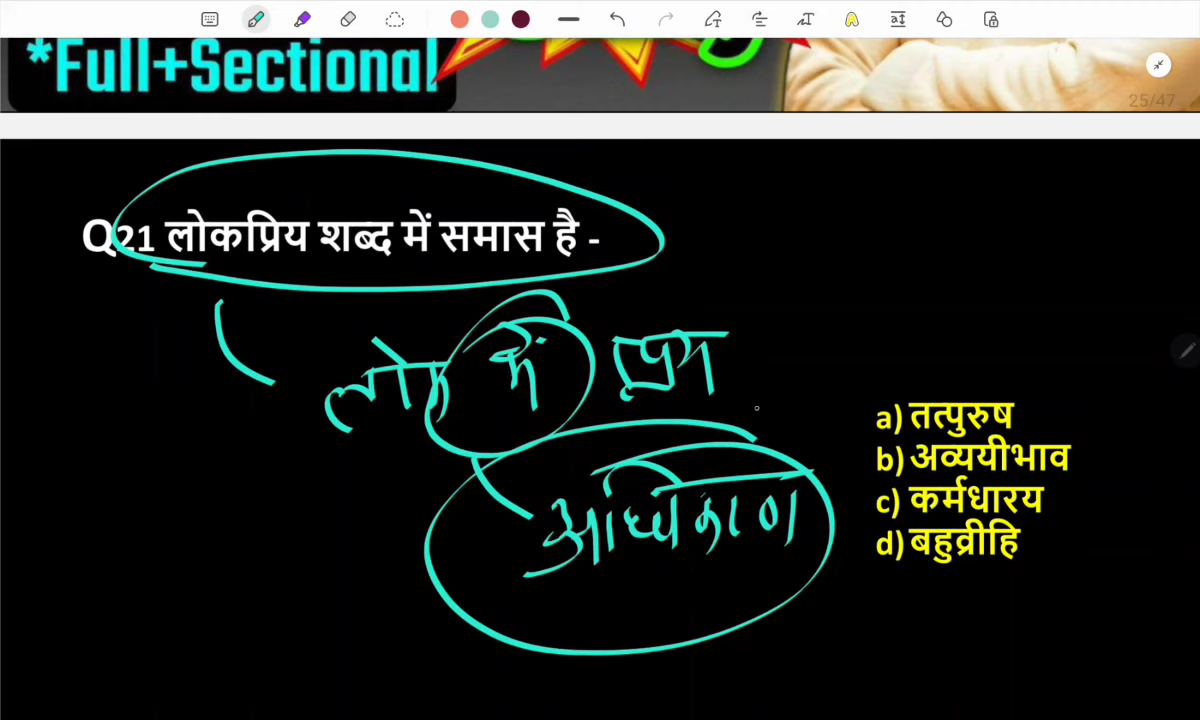 *Full+Sectional
25/47
Q21 लोकप्रिय शब्द में समास है -
लोक में प्रिय
अधिकरण
a) तत्पुरुष
b) अव्ययीभाव
c) कर्मधारय
d) बहुव्रीहि